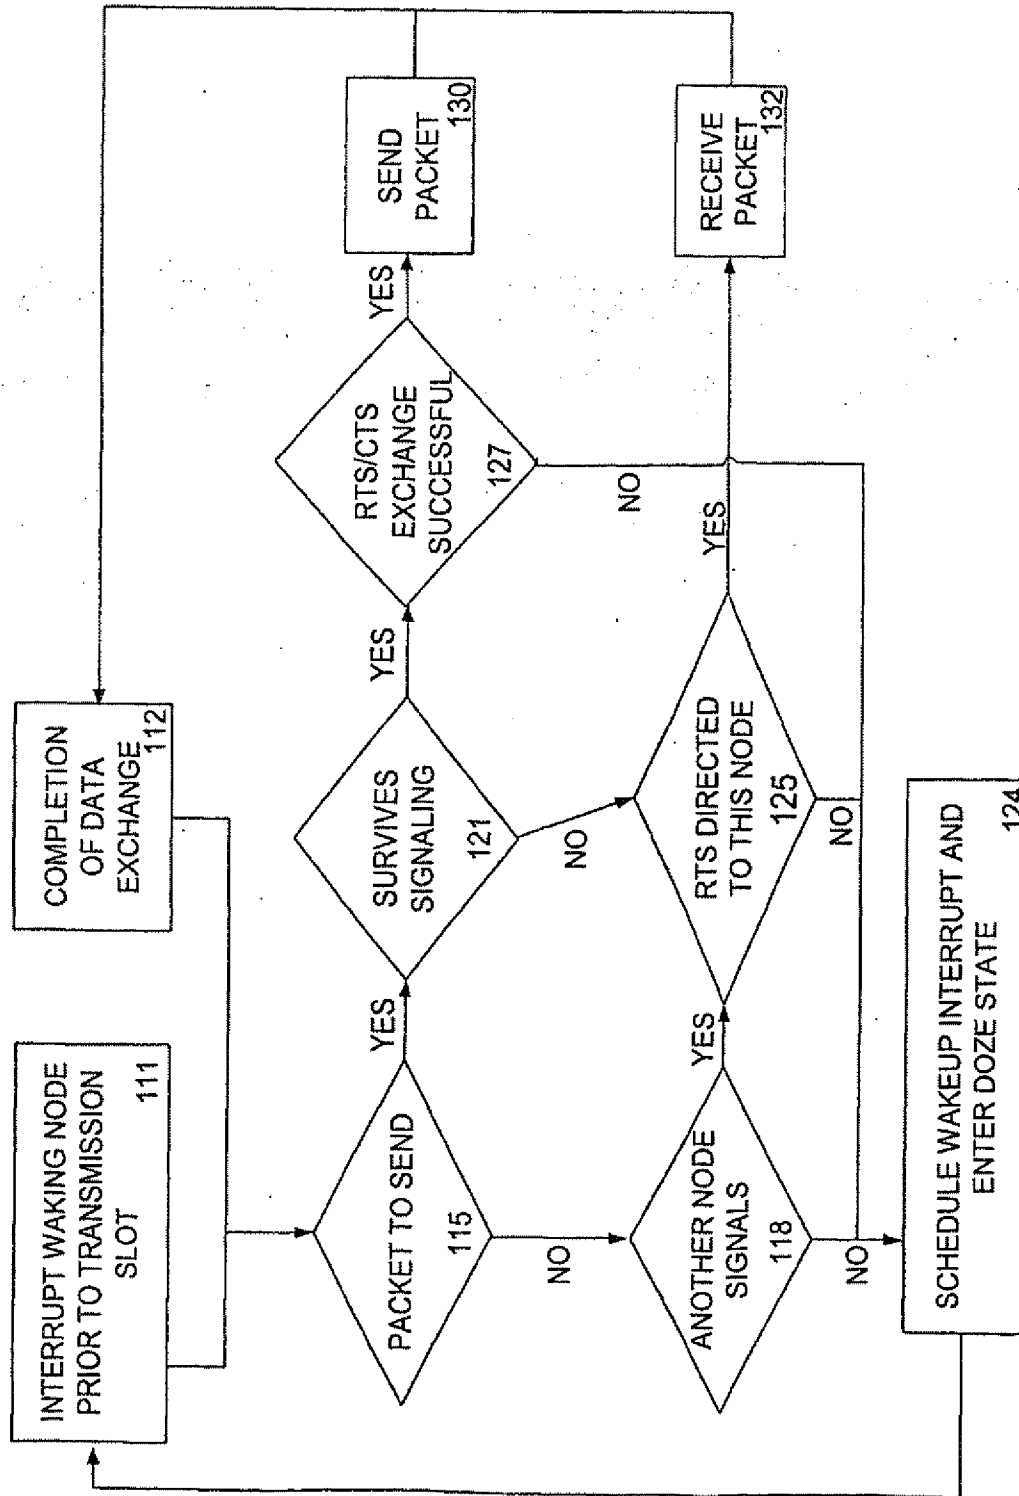 INTERRUPT WAKING NODE
PRIOR TO TRANSMISSION
SLOT
111
COMPLETION
OF DATA
EXCHANGE
112
PACKET TO SEND
115
YES
NO
SURVIVES
SIGNALING
121
YES
NO
RTS/CTS
EXCHANGE
SUCCESSFUL
127
YES
NO
SEND
PACKET
130
ANOTHER NODE
SIGNALS
118
YES
NO
RTS DIRECTED
TO THIS NODE
125
YES
NO
RECEIVE
PACKET
132
SCHEDULE WAKEUP INTERRUPT AND
ENTER DOZE STATE
124